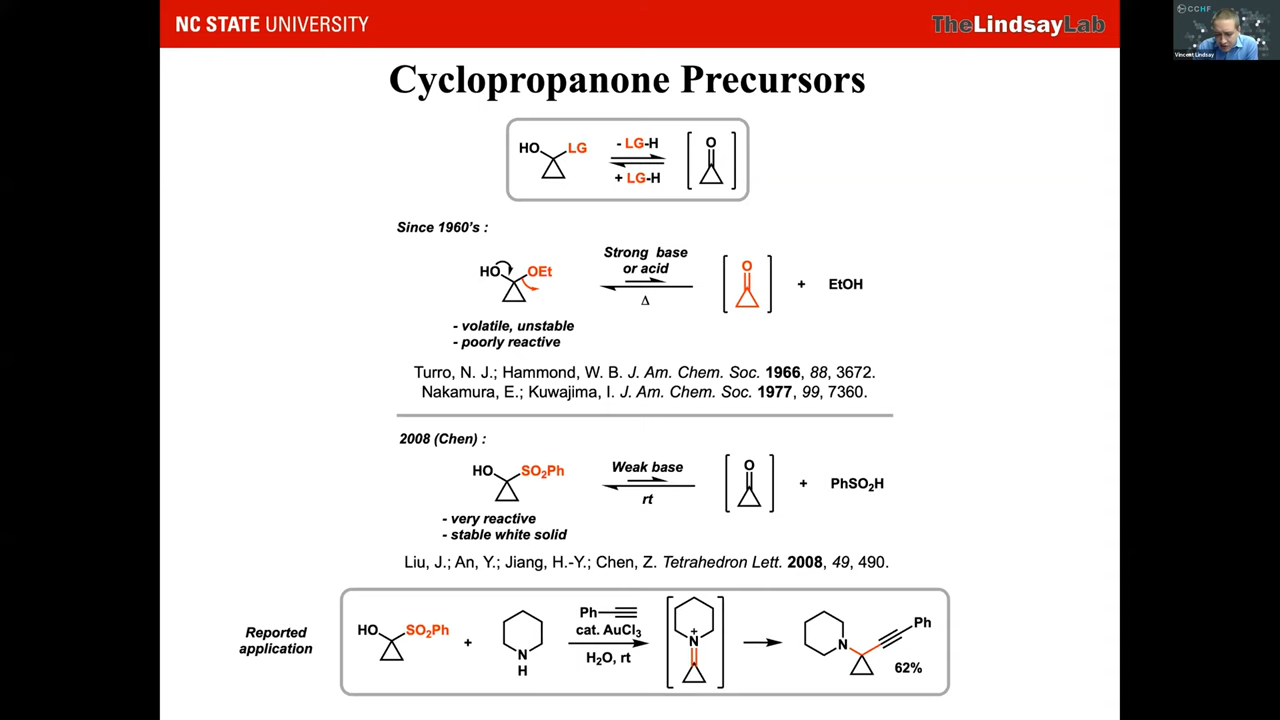 NC STATE UNIVERSITY
TheLindsayLab
CCHF
Vincent Lindsay
Cyclopropanone Precursors
HO LG
- LG-H
+ LG-H
O
Since 1960's :
HO OEt
Strong base
or acid
Δ
O
+ EtOH
- volatile, unstable
- poorly reactive
Turro, N. J.; Hammond, W. B. J. Am. Chem. Soc. 1966, 88, 3672.
Nakamura, E.; Kuwajima, I. J. Am. Chem. Soc. 1977, 99, 7360.
2008 (Chen) :
HO SO₂Ph
Weak base
rt
O
+ PhSO₂H
- very reactive
- stable white solid
Liu, J.; An, Y.; Jiang, H.-Y.; Chen, Z. Tetrahedron Lett. 2008, 49, 490.
Reported
application
HO SO₂Ph
+
N
H
Ph
cat. AuCl₃
H₂O, rt
+
N
N
Ph
62%